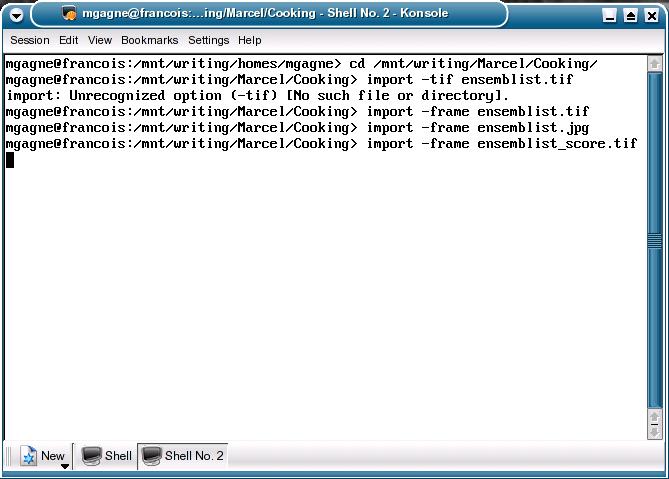 mgagne@francois:...ing/Marcel/Cooking - Shell No. 2 - Konsole
Session Edit View Bookmarks Settings Help
mgagne@francois:/mnt/writing/homes/mgagne> cd /mnt/writing/Marcel/Cooking/
mgagne@francois:/mnt/writing/Marcel/Cooking> import -tif ensemblist.tif
import: Unrecognized option (-tif) [No such file or directory].
mgagne@francois:/mnt/writing/Marcel/Cooking> import -frame ensemblist.tif
mgagne@francois:/mnt/writing/Marcel/Cooking> import -frame ensemblist.jpg
mgagne@francois:/mnt/writing/Marcel/Cooking> import -frame ensemblist_score.tif
New Shell Shell No. 2